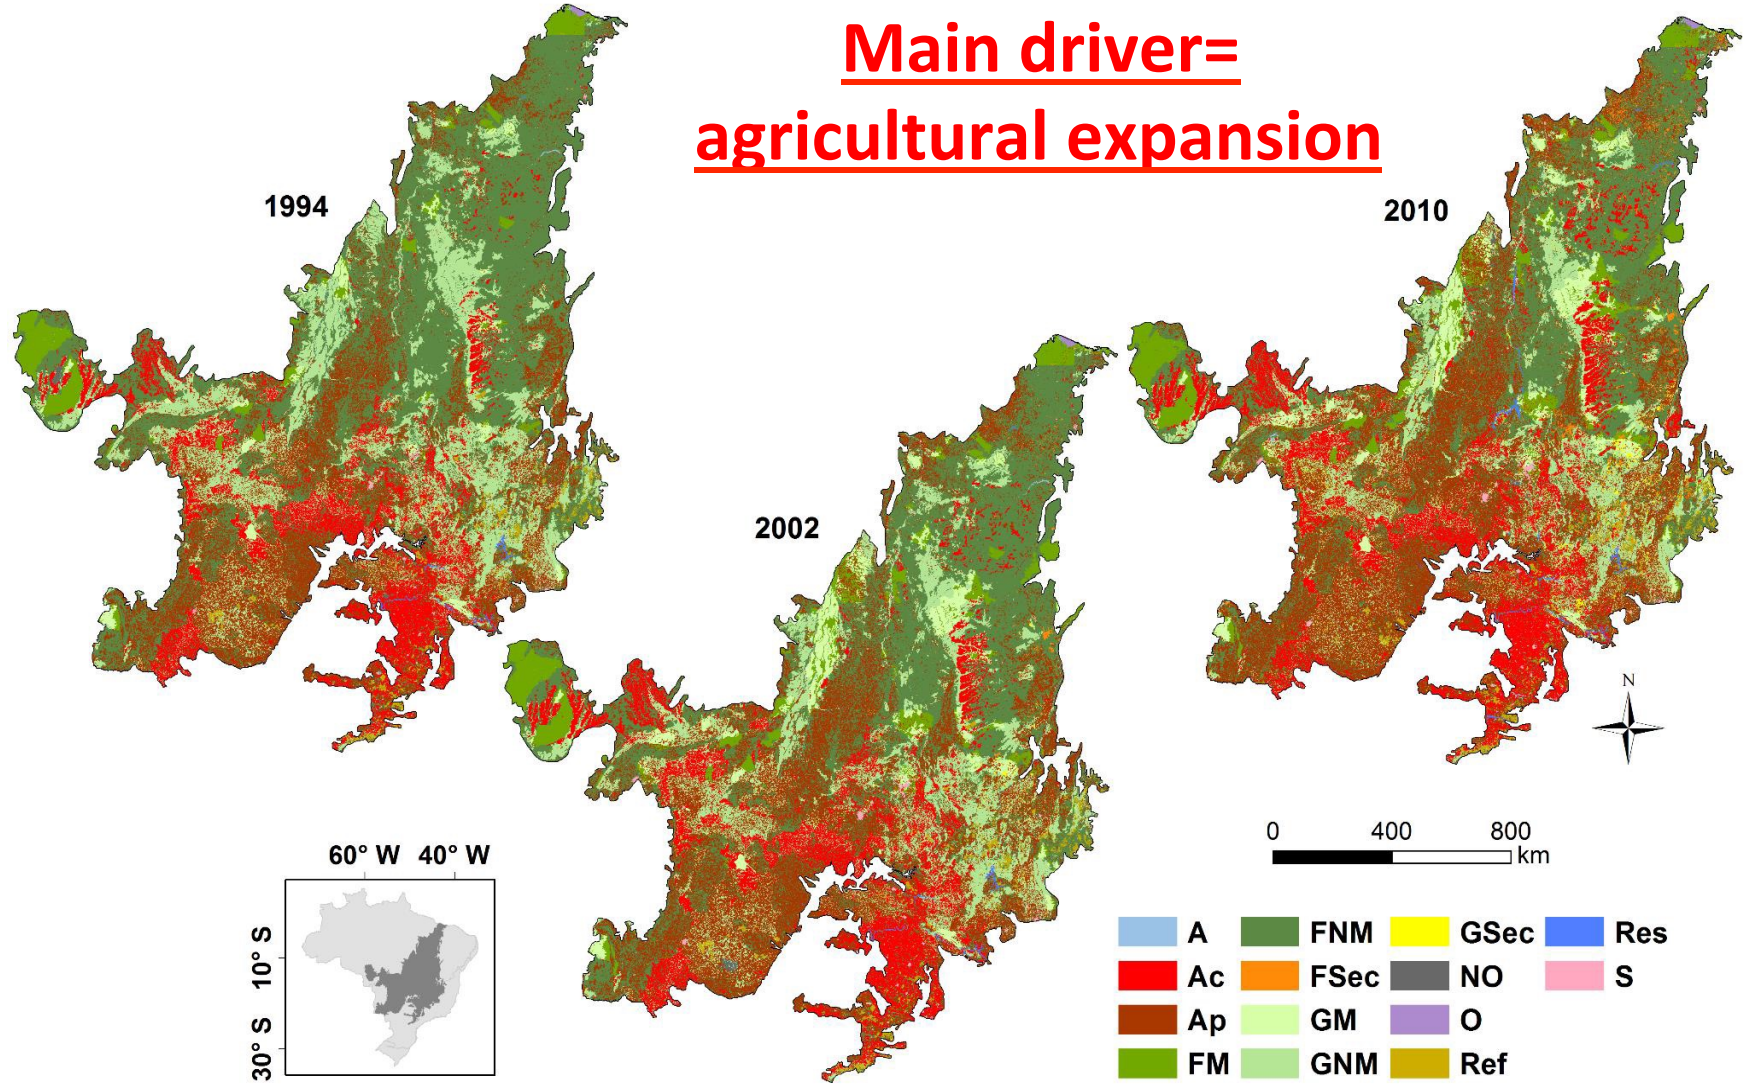 Main driver=
agricultural expansion
1994
2010
2002
N
0 400 800
km
60° W 40° W
10° S
30° S
A FNM GSec Res
Ac FSec NO S
Ap GM O
FM GNM Ref